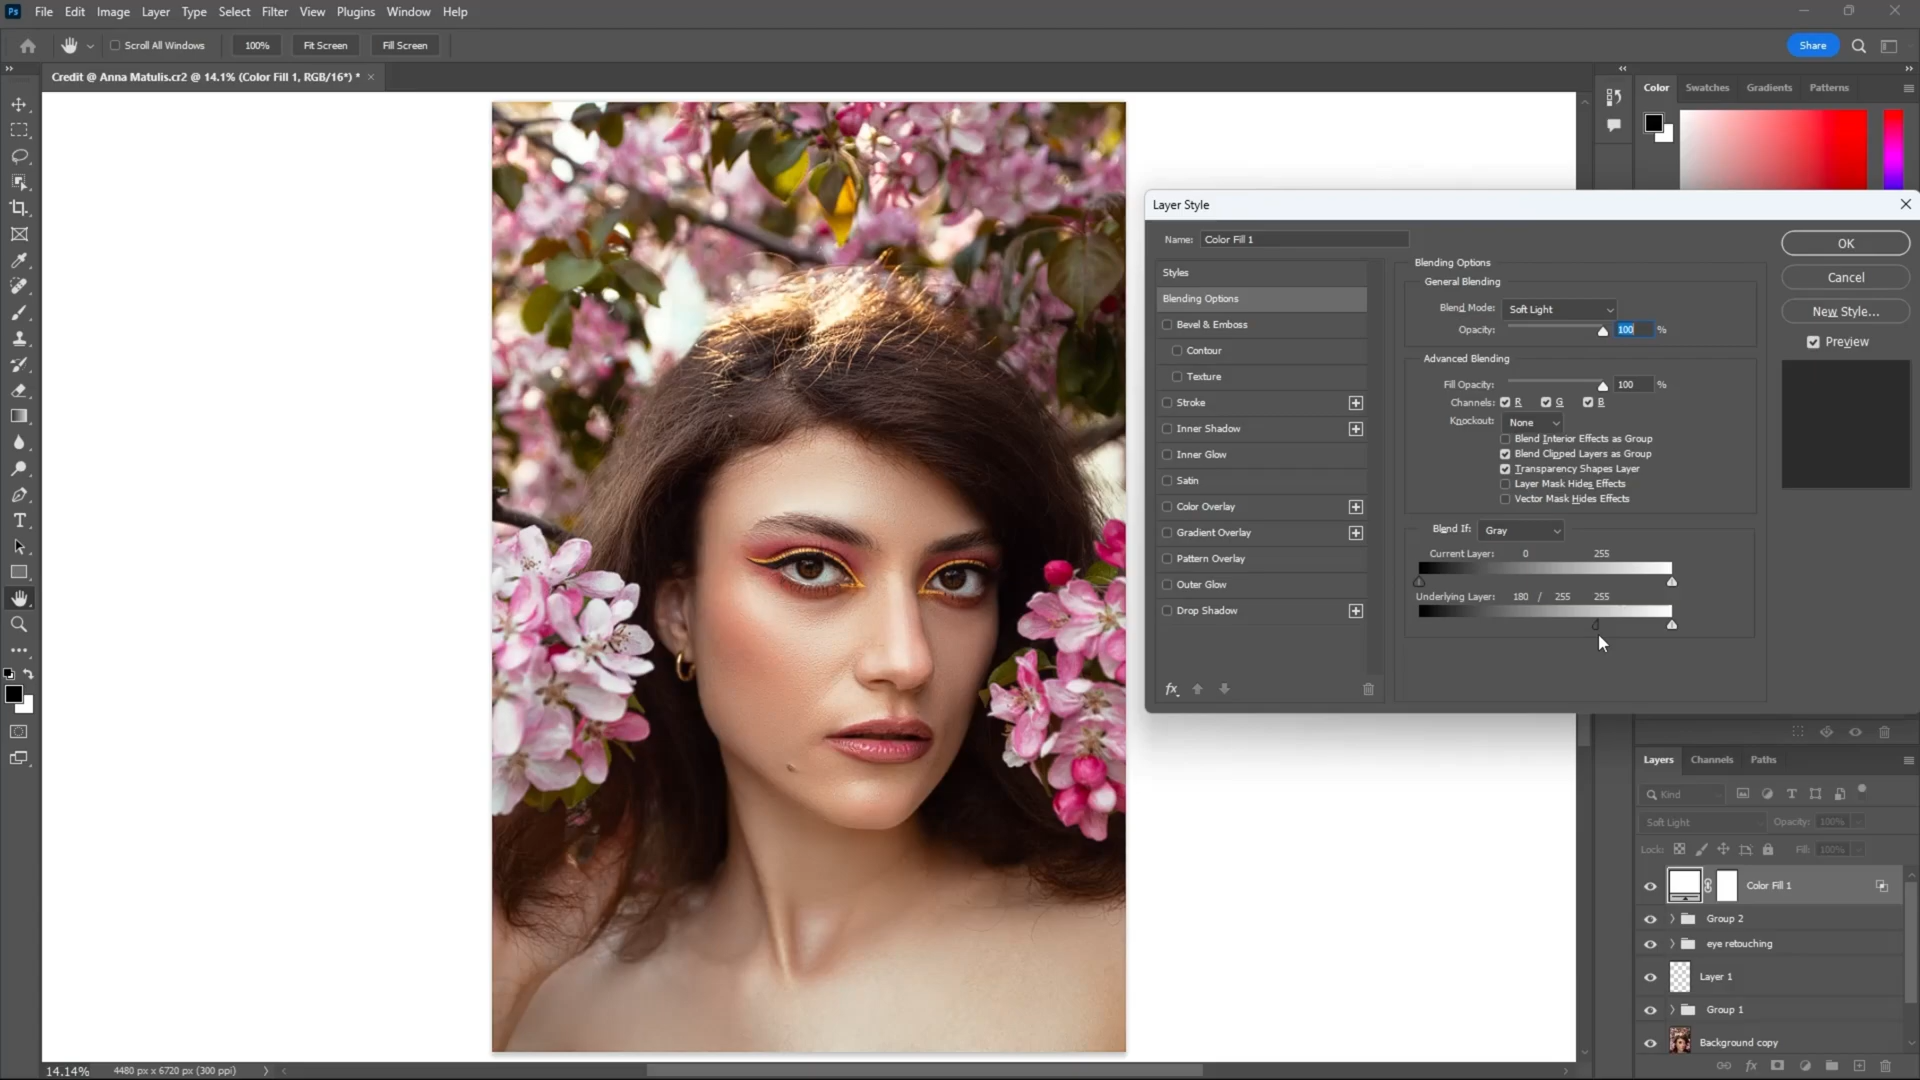 Ps File Edit Image Layer Type Select Filter View Plugins Window Help
Scroll All Windows 100% Fit Screen Fill Screen Share
Credit @ Anna Matulis.cr2 @ 14.1% (Color Fill 1, RGB/16*) * ×
Color Swatches Gradients Patterns
Layer Style
Name: Color Fill 1
Styles
Blending Options
Bevel & Emboss
Contour
Texture
Stroke
Inner Shadow
Inner Glow
Satin
Color Overlay
Gradient Overlay
Pattern Overlay
Outer Glow
Drop Shadow
fx
Blending Options
General Blending
Blend Mode: Soft Light
Opacity: 100 %
Advanced Blending
Fill Opacity: 100 %
Channels: R G B
Knockout: None
Blend Interior Effects as Group
Blend Clipped Layers as Group
Transparency Shapes Layer
Layer Mask Hides Effects
Vector Mask Hides Effects
Blend If: Gray
Current Layer: 0 255
Underlying Layer: 180 / 255 255
OK
Cancel
New Style...
Preview
Layers Channels Paths
Kind
Soft Light Opacity: 100%
Lock: Fill: 100%
Color Fill 1
Group 2
eye retouching
Layer 1
Group 1
Background copy
fx
14.14% 4480 px x 6720 px (300 ppi)